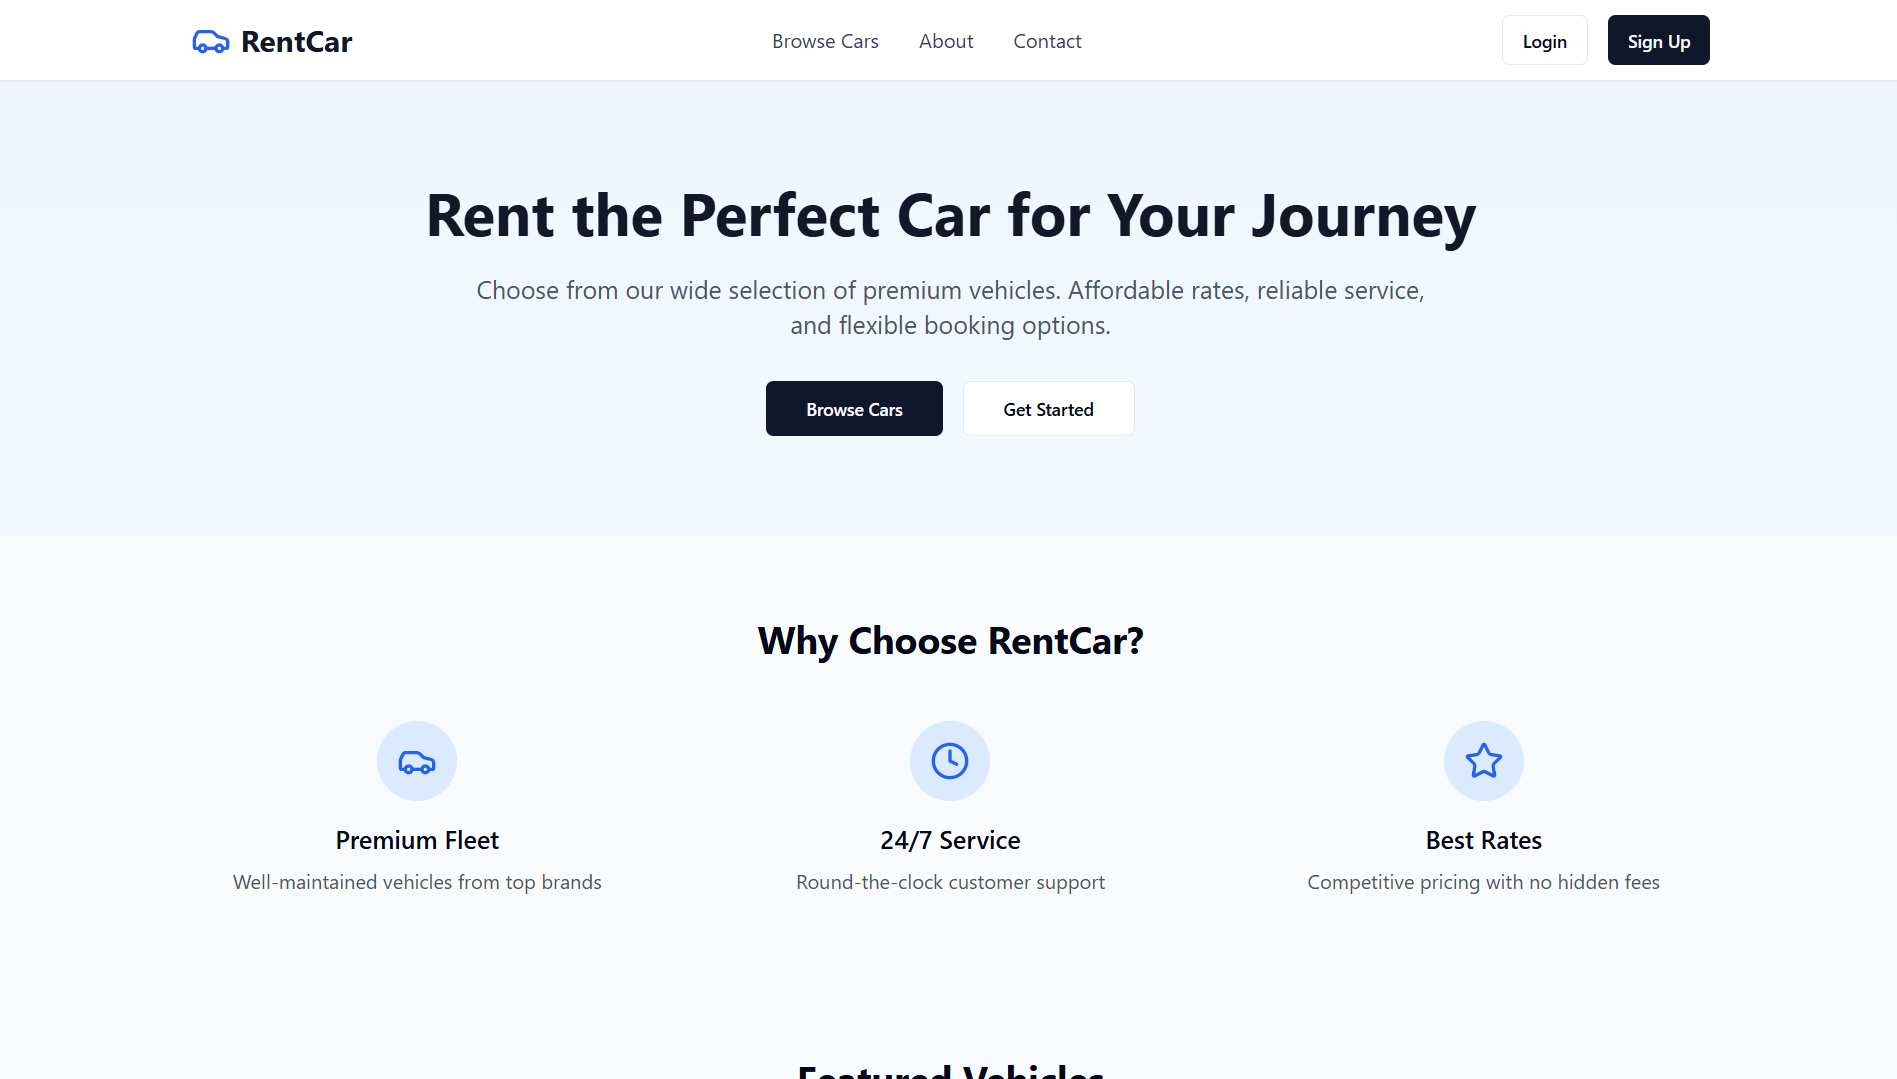 RentCar
Browse Cars
About
Contact
Login
Sign Up
Rent the Perfect Car for Your Journey
Choose from our wide selection of premium vehicles. Affordable rates, reliable service,
and flexible booking options.
Browse Cars
Get Started
Why Choose RentCar?
Premium Fleet
Well-maintained vehicles from top brands
24/7 Service
Round-the-clock customer support
Best Rates
Competitive pricing with no hidden fees
Featured Vehicles